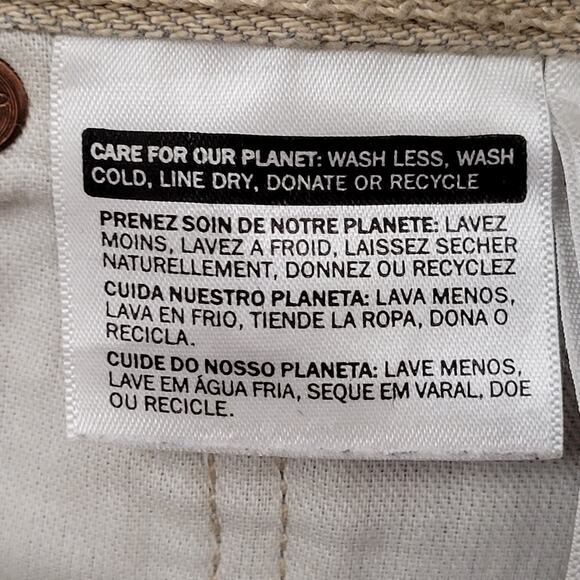 CARE FOR OUR PLANET: WASH LESS, WASH
COLD, LINE DRY, DONATE OR RECYCLE
PRENEZ SOIN DE NOTRE PLANETE: LAVEZ
MOINS, LAVEZ A FROID, LAISSEZ SECHER
NATURELLEMENT, DONNEZ OU RECYCLEZ
CUIDA NUESTRO PLANETA: LAVA MENOS,
LAVA EN FRIO, TIENDE LA ROPA, DONA O
RECICLA.
CUIDE DO NOSSO PLANETA: LAVE MENOS,
LAVE EM ÁGUA FRIA, SEQUE EM VARAL, DOE
OU RECICLE.